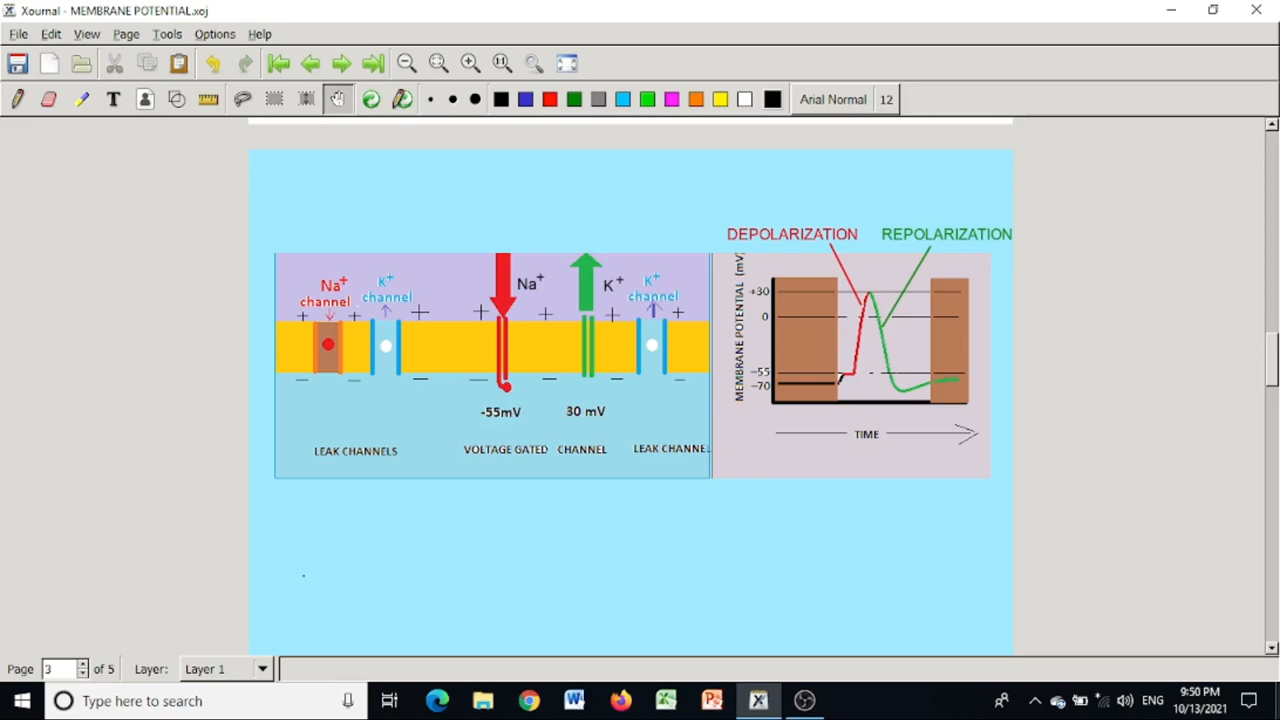 Xournal - MEMBRANE POTENTIAL.xoj
File Edit View Page Tools Options Help
Arial Normal 12
DEPOLARIZATION REPOLARIZATION
Na+ channel
K+ channel
Na+
K+
K+ channel
-55mV 30 mV
LEAK CHANNELS VOLTAGE GATED CHANNEL LEAK CHANNEL
MEMBRANE POTENTIAL (mV)
+30
0
-55
-70
TIME
Page 3 of 5 Layer: Layer 1
Type here to search
ENG
9:50 PM
10/13/2021